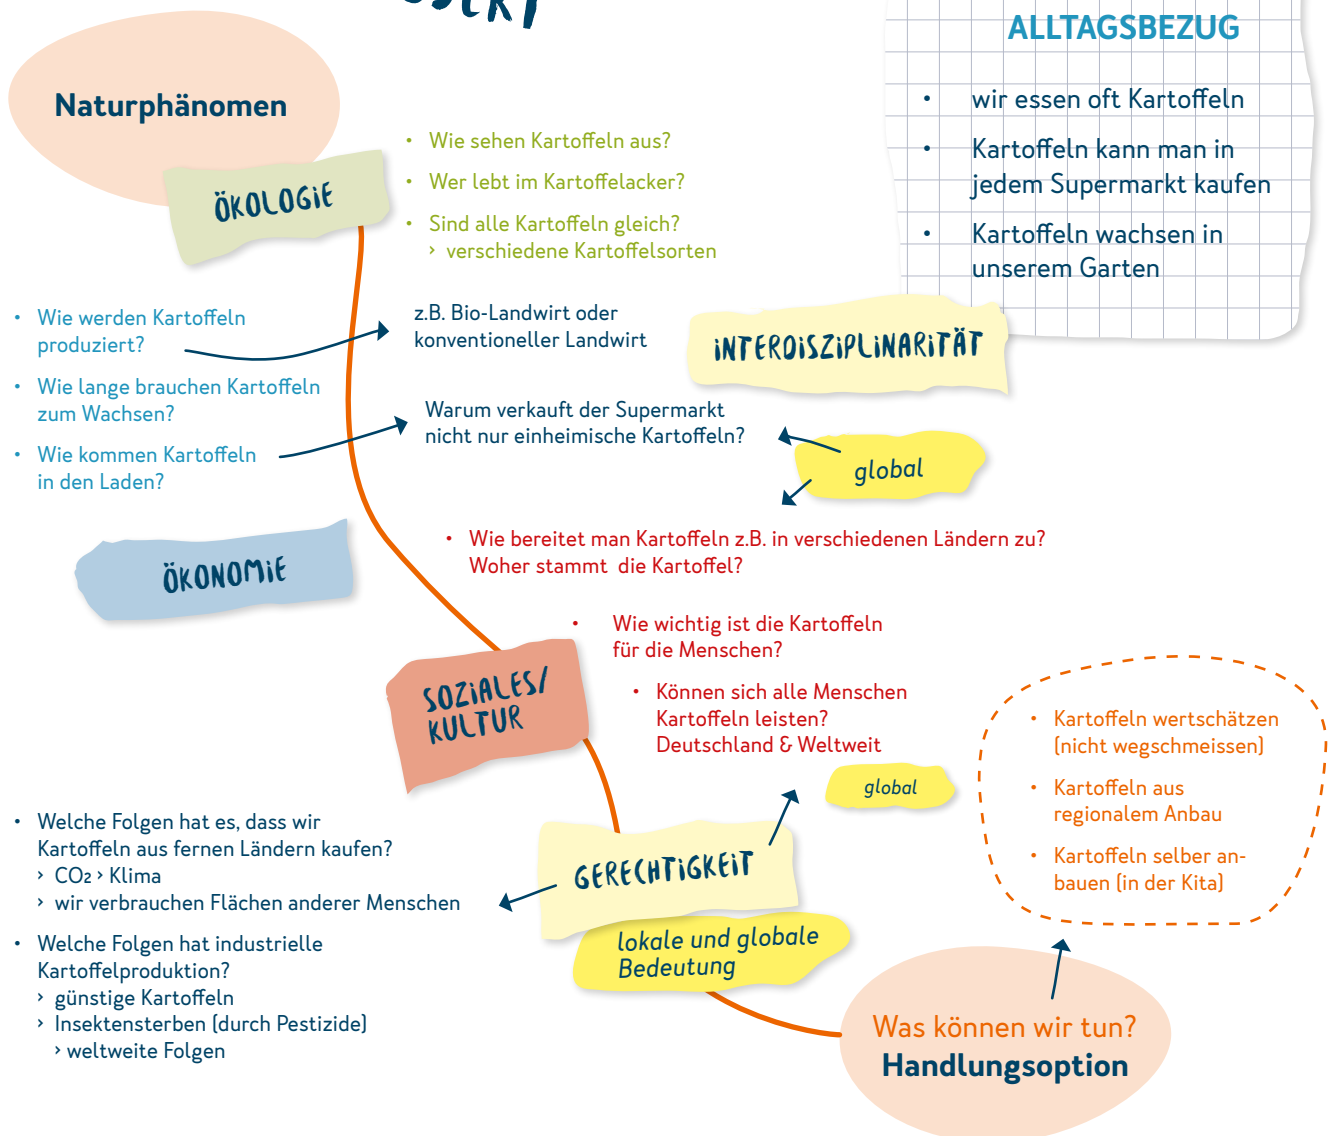 ALLTAGSBEZUG
• wir essen oft Kartoffeln
• Kartoffeln kann man in
jedem Supermarkt kaufen
• Kartoffeln wachsen in
unserem Garten
Naturphänomen
ÖKOLOGIE
• Wie sehen Kartoffeln aus?
• Wer lebt im Kartoffelacker?
• Sind alle Kartoffeln gleich?
› verschiedene Kartoffelsorten
• Wie werden Kartoffeln
produziert?
• Wie lange brauchen Kartoffeln
zum Wachsen?
• Wie kommen Kartoffeln
in den Laden?
z.B. Bio-Landwirt oder
konventioneller Landwirt
INTERDISZIPLINARITÄT
Warum verkauft der Supermarkt
nicht nur einheimische Kartoffeln?
global
ÖKONOMIE
• Wie bereitet man Kartoffeln z.B. in verschiedenen Ländern zu?
Woher stammt die Kartoffel?
• Wie wichtig ist die Kartoffeln
für die Menschen?
• Können sich alle Menschen
Kartoffeln leisten?
Deutschland & Weltweit
SOZIALES/
KULTUR
global
• Kartoffeln wertschätzen
(nicht wegschmeissen)
• Kartoffeln aus
regionalem Anbau
• Kartoffeln selber an-
bauen (in der Kita)
• Welche Folgen hat es, dass wir
Kartoffeln aus fernen Ländern kaufen?
› CO2 › Klima
› wir verbrauchen Flächen anderer Menschen
• Welche Folgen hat industrielle
Kartoffelproduktion?
› günstige Kartoffeln
› Insektensterben (durch Pestizide)
› weltweite Folgen
GERECHTIGKEIT
lokale und globale
Bedeutung
Was können wir tun?
Handlungsoption